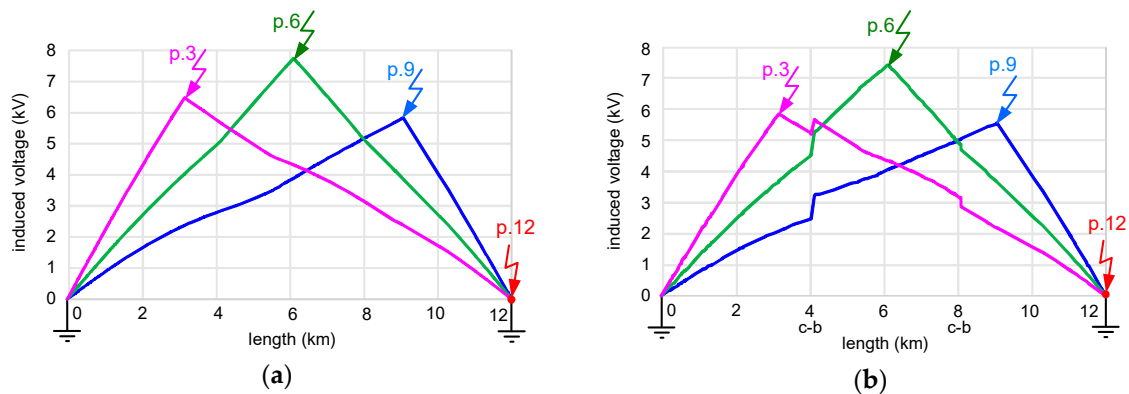 p.6
p.3
p.9
p.12
8
7
6
5
4
3
2
1
0
induced voltage (kV)
0 2 4 6 8 10 12
length (km)
(a)
p.6
p.3
p.9
p.12
8
7
6
5
4
3
2
1
0
induced voltage (kV)
0 2 4 6 8 10 12
c-b c-b
length (km)
(b)